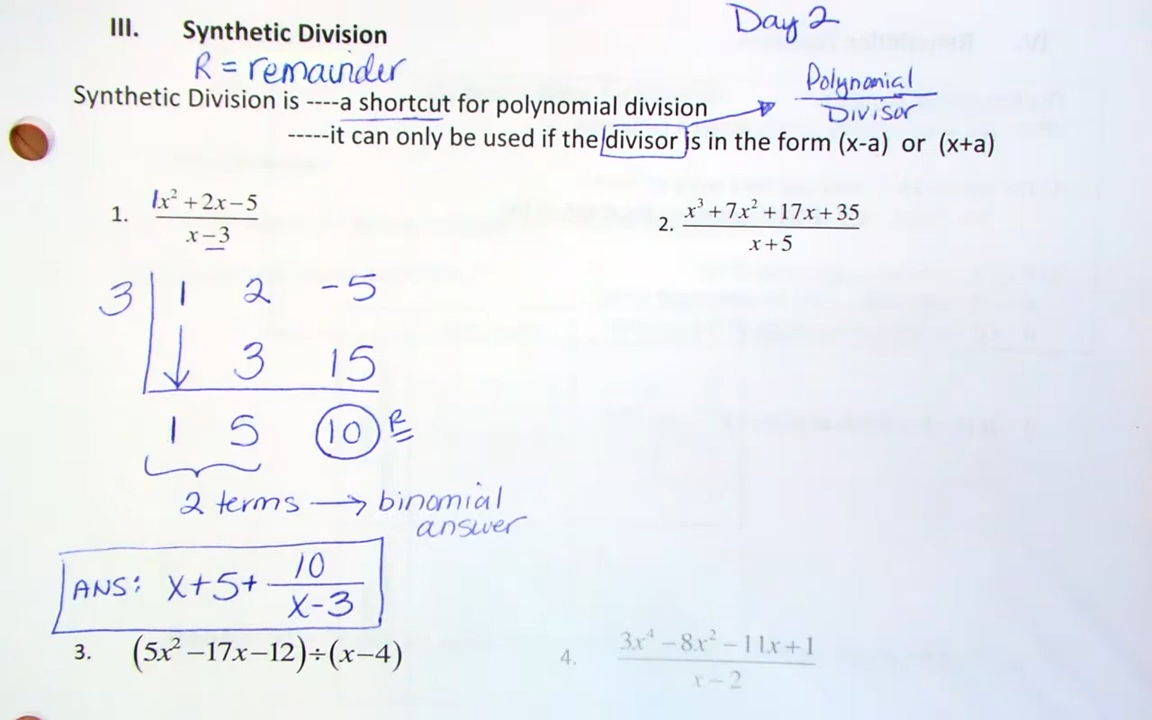 III. Synthetic Division
Day 2
R = remainder
Synthetic Division is ----a shortcut for polynomial division
Polynomial
Divisor
-----it can only be used if the divisor is in the form (x-a) or (x+a)
1. 1x² + 2x − 5
x − 3
2. x³ + 7x² + 17x + 35
x + 5
3 1 2 -5
3 15
1 5 10 R
2 terms → binomial
answer
ANS: x+5+ 10
x-3
3. (5x² −17x −12) ÷ (x − 4)
4. 3x⁴ − 8x² − 11x + 1
x − 2